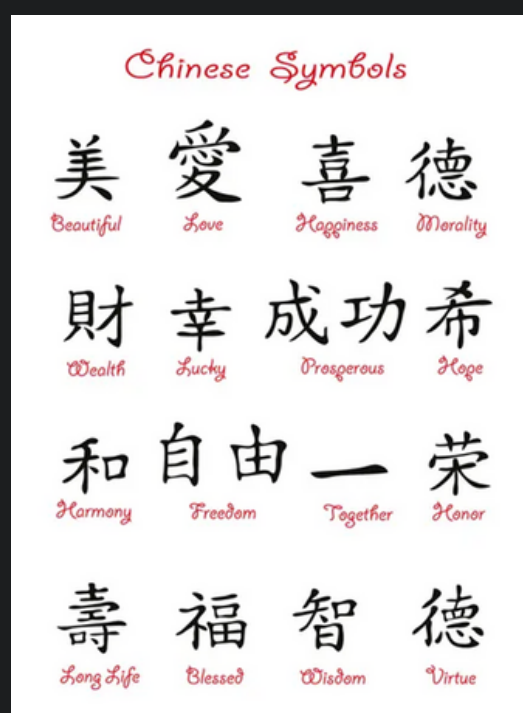 Chinese Symbols
美 愛 喜 德
Beautiful Love Happiness Morality
財 幸 成功 希
Wealth Lucky Prosperous Hope
和 自由 一 荣
Harmony Freedom Together Honor
壽 福 智 德
Long Life Blessed Wisdom Virtue